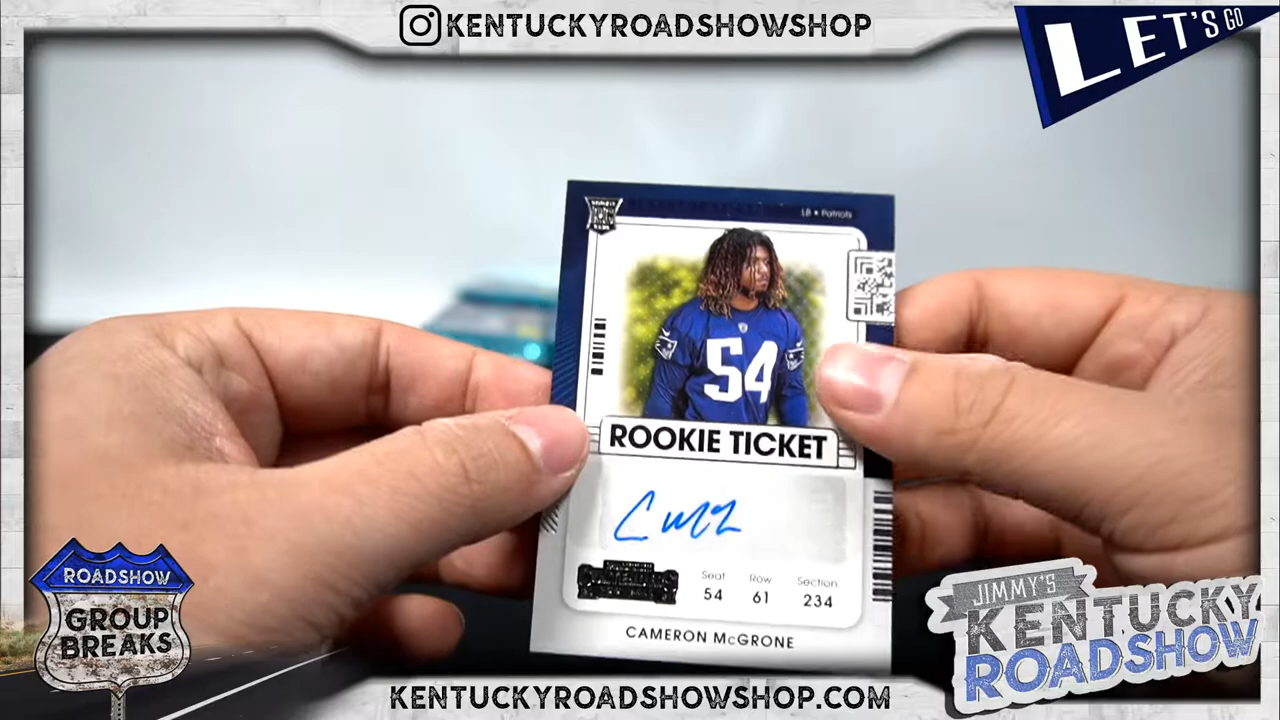 KENTUCKYROADSHOWSHOP
LET'S GO
LB • Patriots
54
ROOKIE TICKET
Seat Row Section
54 61 234
CAMERON McGRONE
ROADSHOW
GROUP
BREAKS
JIMMY'S
KENTUCKY
ROADSHOW
KENTUCKYROADSHOWSHOP.COM